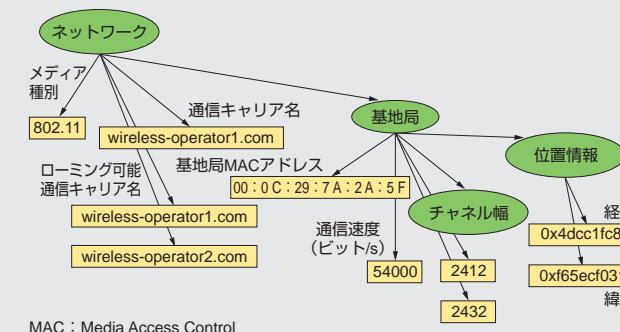 ネットワーク
メディア
種別
802.11
通信キャリア名
wireless-operator1.com
ローミング可能
通信キャリア名
wireless-operator1.com
wireless-operator2.com
基地局
基地局MACアドレス
00：0C：29：7A：2A：5F
通信速度
（ビット/s）
54000
チャネル幅
2412
2432
位置情報
経
0x4dcc1fc8
0xf65ecf031
緯
MAC：Media Access Control